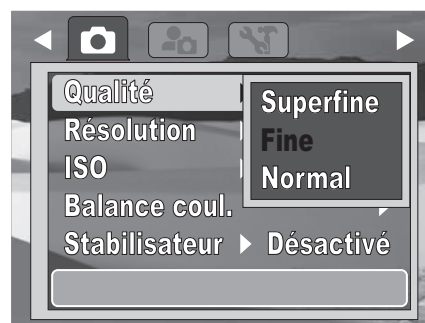 Qualité
Superfine
Résolution
Fine
ISO
Normal
Balance coul.
Stabilisateur Désactivé